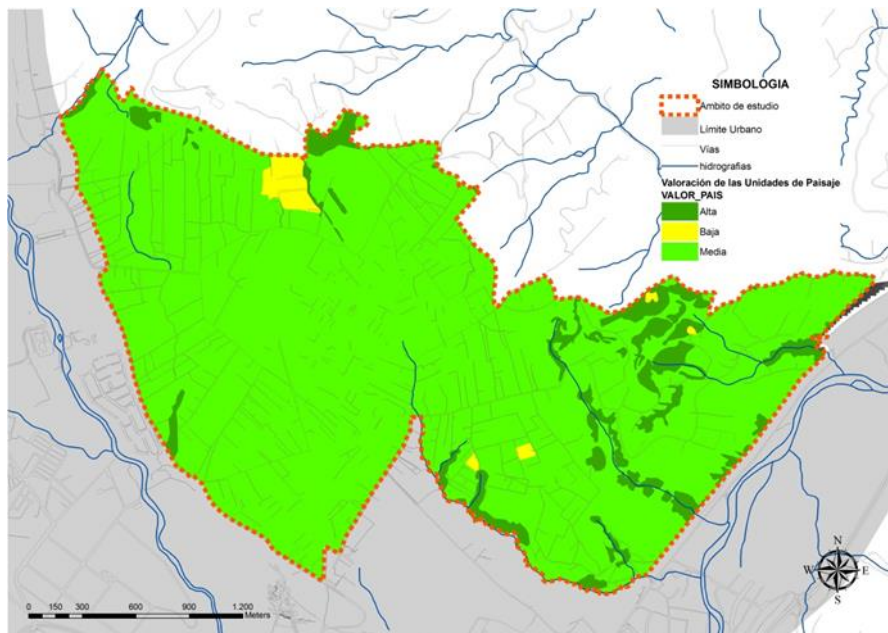 SIMBOLOGIA
Ambito de estudio
Límite Urbano
Vías
hidrografías
Valoración de las Unidades de Paisaje
VALOR_PAIS
Alta
Baja
Media
N
W E
S
0 150 300 600 900 1.200
Meters